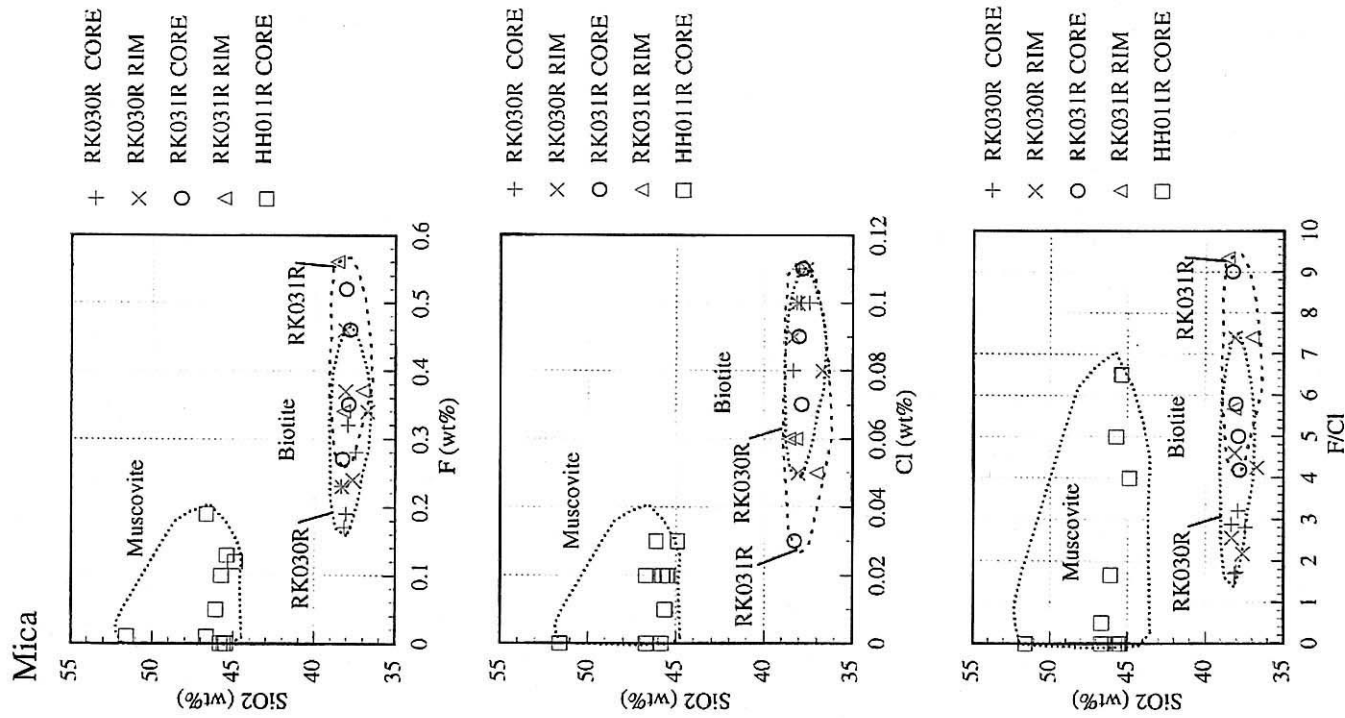 Mica
55
50
45
40
35
SiO2 (wt%)
0
0.1
0.2
0.3
0.4
0.5
0.6
F (wt%)
Muscovite
Biotite
RK030R
RK031R
+ RK030R CORE
× RK030R RIM
○ RK031R CORE
△ RK031R RIM
□ HH011R CORE
55
50
45
40
35
SiO2 (wt%)
0
0.02
0.04
0.06
0.08
0.1
0.12
Cl (wt%)
Muscovite
Biotite
RK031R
RK030R
+ RK030R CORE
× RK030R RIM
○ RK031R CORE
△ RK031R RIM
□ HH011R CORE
55
50
45
40
35
SiO2 (wt%)
0
1
2
3
4
5
6
7
8
9
10
F/Cl
Muscovite
Biotite
RK030R
RK031R
+ RK030R CORE
× RK030R RIM
○ RK031R CORE
△ RK031R RIM
□ HH011R CORE